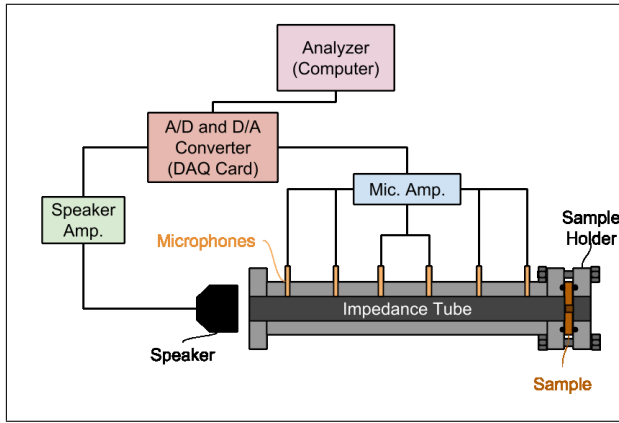 Analyzer
(Computer)
A/D and D/A
Converter
(DAQ Card)
Mic. Amp.
Speaker
Amp.
Sample
Holder
Microphones
Impedance Tube
Speaker
Sample